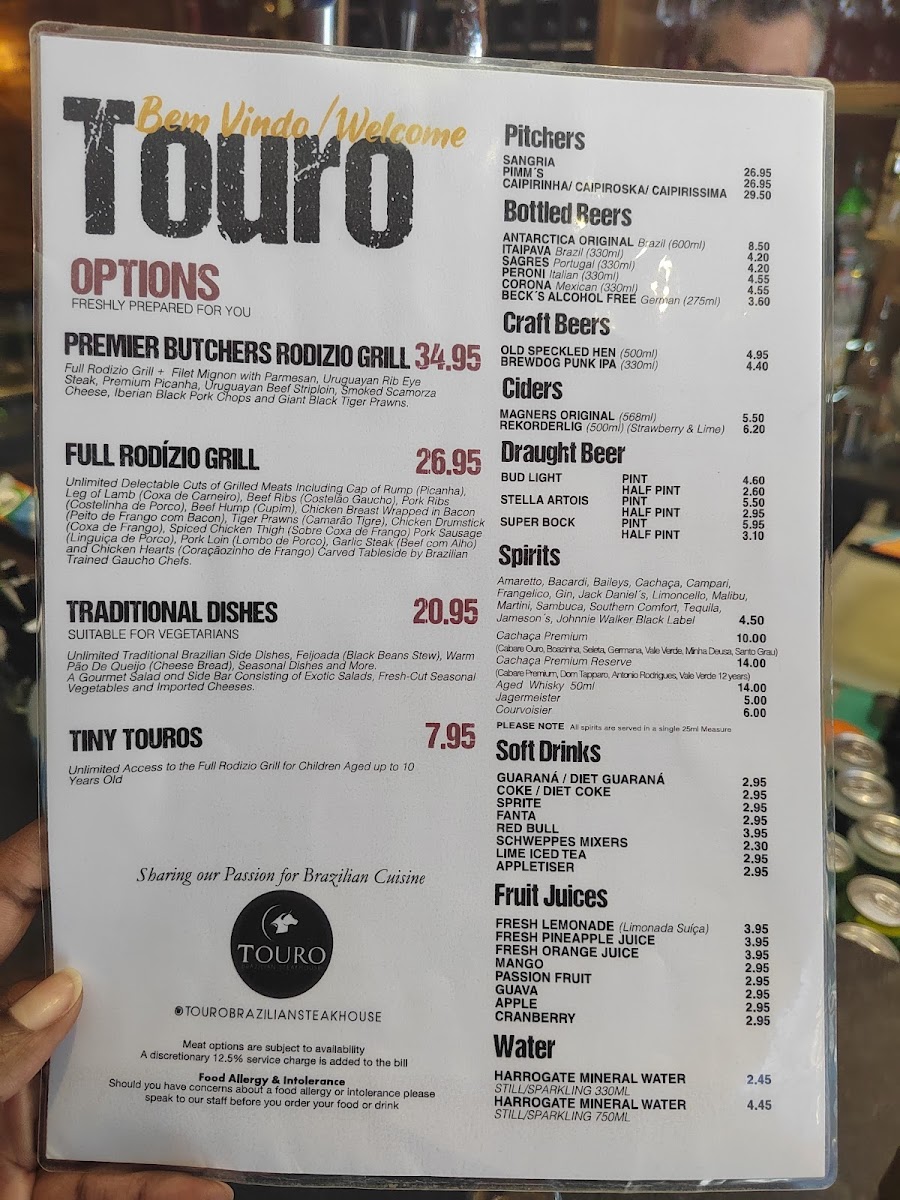 Bem Vindo / Welcome
Touro
OPTIONS
FRESHLY PREPARED FOR YOU
PREMIER BUTCHERS RODIZIO GRILL 34.95
Full Rodizio Grill + Filet Mignon with Parmesan, Uruguayan Rib Eye
Steak, Premium Picanha, Uruguayan Beef Striploin, Smoked Scamorza
Cheese, Iberian Black Pork Chops and Giant Black Tiger Prawns.
FULL RODÍZIO GRILL 26.95
Unlimited Delectable Cuts of Grilled Meats Including Cap of Rump (Picanha),
Leg of Lamb (Coxa de Carneiro), Beef Ribs (Costelão Gaucho), Pork Ribs
(Costelinha de Porco), Beef Hump (Cupim), Chicken Breast Wrapped in Bacon
(Peito de Frango com Bacon), Tiger Prawns (Camarão Tigre), Chicken Drumstick
(Coxa de Frango), Spiced Chicken Thigh (Sobre Coxa de Frango) Pork Sausage
(Linguiça de Porco), Pork Loin (Lombo de Porco), Garlic Steak (Beef com Alho)
and Chicken Hearts (Coraçãozinho de Frango) Carved Tableside by Brazilian
Trained Gaucho Chefs.
TRADITIONAL DISHES 20.95
SUITABLE FOR VEGETARIANS
Unlimited Traditional Brazilian Side Dishes, Feijoada (Black Beans Stew), Warm
Pão De Queijo (Cheese Bread), Seasonal Dishes and More.
A Gourmet Salad ond Side Bar Consisting of Exotic Salads, Fresh-Cut Seasonal
Vegetables and Imported Cheeses.
TINY TOUROS 7.95
Unlimited Access to the Full Rodizio Grill for Children Aged up to 10
Years Old
Sharing our Passion for Brazilian Cuisine
TOURO
@TOUROBRAZILIANSTEAKHOUSE
Meat options are subject to availability
A discretionary 12.5% service charge is added to the bill
Food Allergy & Intolerance
Should you have concerns about a food allergy or intolerance please
speak to our staff before you order your food or drink
Pitchers
SANGRIA 26.95
PIMM´S 26.95
CAIPIRINHA/ CAIPIROSKA/ CAIPIRISSIMA 29.50
Bottled Beers
ANTARCTICA ORIGINAL Brazil (600ml) 8.50
ITAIPAVA Brazil (330ml) 4.20
SAGRES Portugal (330ml) 4.20
PERONI Italian (330ml) 4.55
CORONA Mexican (330ml) 4.55
BECK´S ALCOHOL FREE German (275ml) 3.60
Craft Beers
OLD SPECKLED HEN (500ml) 4.95
BREWDOG PUNK IPA (330ml) 4.40
Ciders
MAGNERS ORIGINAL (568ml) 5.50
REKORDERLIG (500ml) (Strawberry & Lime) 6.20
Draught Beer
BUD LIGHT PINT 4.60
HALF PINT 2.60
STELLA ARTOIS PINT 5.50
HALF PINT 2.95
SUPER BOCK PINT 5.95
HALF PINT 3.10
Spirits
Amaretto, Bacardi, Baileys, Cachaça, Campari,
Frangelico, Gin, Jack Daniel´s, Limoncello, Malibu,
Martini, Sambuca, Southern Comfort, Tequila,
Jameson´s, Johnnie Walker Black Label 4.50
Cachaça Premium 10.00
(Cabare Ouro, Boazinha, Seleta, Germana, Vale Verde, Minha Deusa, Santo Grau)
Cachaça Premium Reserve 14.00
(Cabare Premium, Dom Tapparo, Antonio Rodrigues, Vale Verde 12 years)
Aged Whisky 50ml 14.00
Jagermeister 5.00
Courvoisier 6.00
PLEASE NOTE All spirits are served in a single 25ml Measure
Soft Drinks
GUARANÁ / DIET GUARANÁ 2.95
COKE / DIET COKE 2.95
SPRITE 2.95
FANTA 2.95
RED BULL 3.95
SCHWEPPES MIXERS 2.30
LIME ICED TEA 2.95
APPLETISER 2.95
Fruit Juices
FRESH LEMONADE (Limonada Suíça) 3.95
FRESH PINEAPPLE JUICE 3.95
FRESH ORANGE JUICE 3.95
MANGO 2.95
PASSION FRUIT 2.95
GUAVA 2.95
APPLE 2.95
CRANBERRY 2.95
Water
HARROGATE MINERAL WATER 2.45
STILL/SPARKLING 330ML
HARROGATE MINERAL WATER 4.45
STILL/SPARKLING 750ML